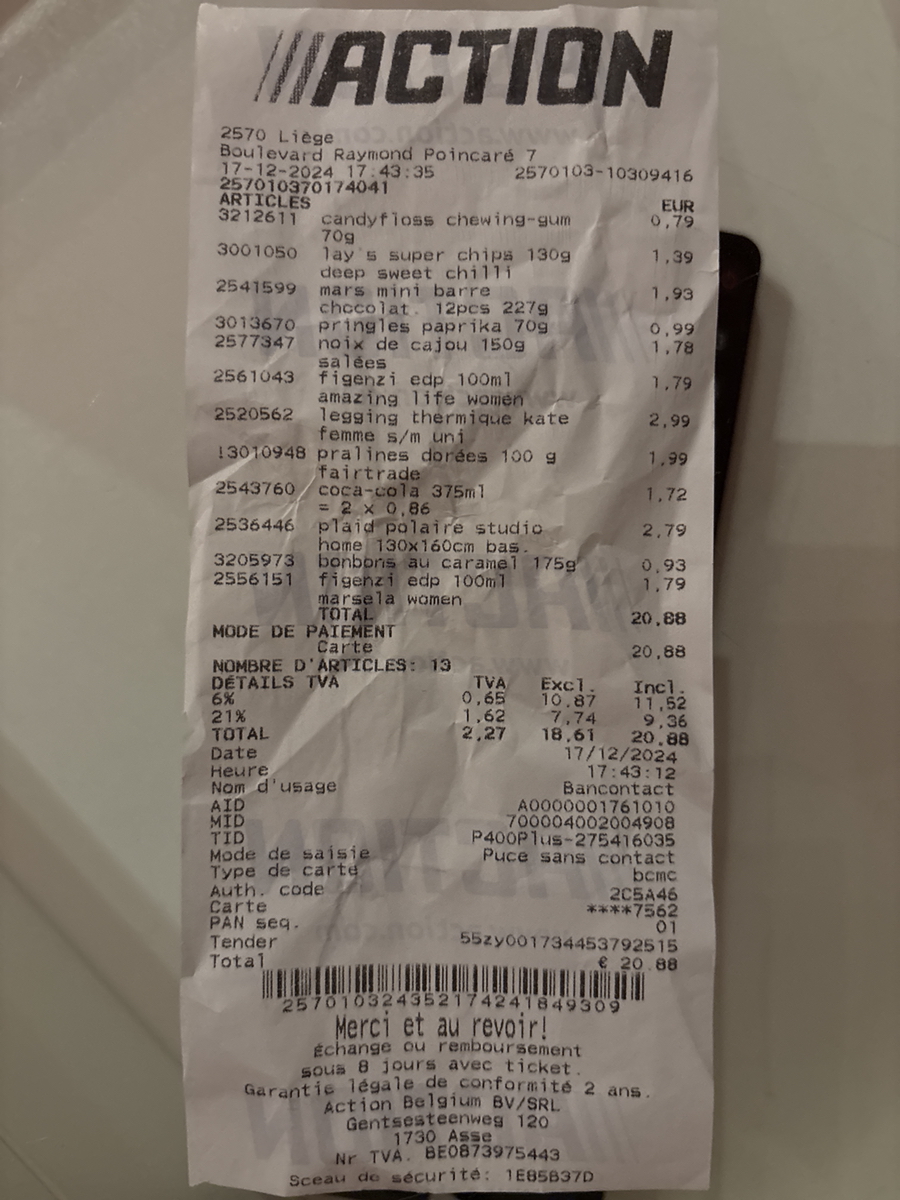 ///ACTION
2570 Liège
Boulevard Raymond Poincaré 7
17-12-2024 17:43:35 2570103-10309416
257010370174041
ARTICLES EUR
3212611 candyfloss chewing-gum 0,79
70g
3001050 lay's super chips 130g 1,39
deep sweet chilli
2541599 mars mini barre 1,93
chocolat. 12pcs 227g
3013670 pringles paprika 70g 0,99
2577347 noix de cajou 150g 1,78
salées
2561043 figenzi edp 100ml 1,79
amazing life women
2520562 legging thermique kate 2,99
femme s/m uni
!3010948 pralines dorées 100 g 1,99
fairtrade
2543760 coca-cola 375ml 1,72
= 2 x 0,86
2536446 plaid polaire studio 2,79
home 130x160cm bas.
3205973 bonbons au caramel 175g 0,93
2556151 figenzi edp 100ml 1,79
marsela women
TOTAL 20,88
MODE DE PAIEMENT
Carte 20,88
NOMBRE D'ARTICLES: 13
DÉTAILS TVA TVA Excl. Incl.
6% 0,65 10,87 11,52
21% 1,62 7,74 9,36
TOTAL 2,27 18,61 20,88
Date 17/12/2024
Heure 17:43:12
Nom d'usage Bancontact
AID A0000001761010
MID 700004002004908
TID P400Plus-275416035
Mode de saisie Puce sans contact
Type de carte bcmc
Auth. code 2C5A46
Carte ****7562
PAN seq. 01
Tender 55zy001734453792515
Total € 20.88
257010324352174241849309
Merci et au revoir!
Échange ou remboursement
sous 8 jours avec ticket.
Garantie légale de conformité 2 ans.
Action Belgium BV/SRL
Gentsesteenweg 120
1730 Asse
Nr TVA. BE0873975443
Sceau de sécurité: 1E85B37D